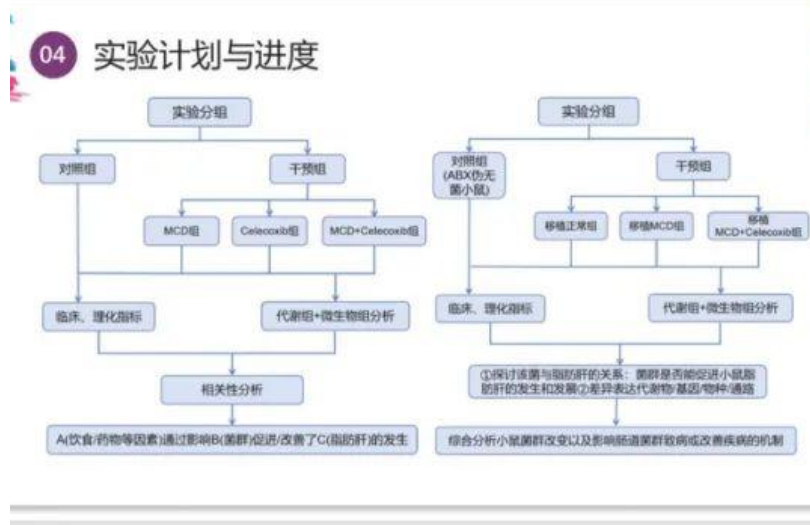 04 实验计划与进度
实验分组
对照组
干预组
MCD组
Celecoxib组
MCD+Celecoxib组
临床、理化指标
代谢组+微生物组分析
相关性分析
A(饮食/药物等因素)通过影响B(菌群)促进/改善了C(脂肪肝)的发生
实验分组
对照组
(ABX伪无
菌小鼠)
干预组
移植正常组
移植MCD组
移植
MCD+Celecoxib组
临床、理化指标
代谢组+微生物组分析
①探讨该菌与脂肪肝的关系：菌群是否能促进小鼠脂
肪肝的发生和发展②差异表达代谢物/基因/物种/通路
综合分析小鼠菌群改变以及影响肠道菌群致病或改善疾病的机制